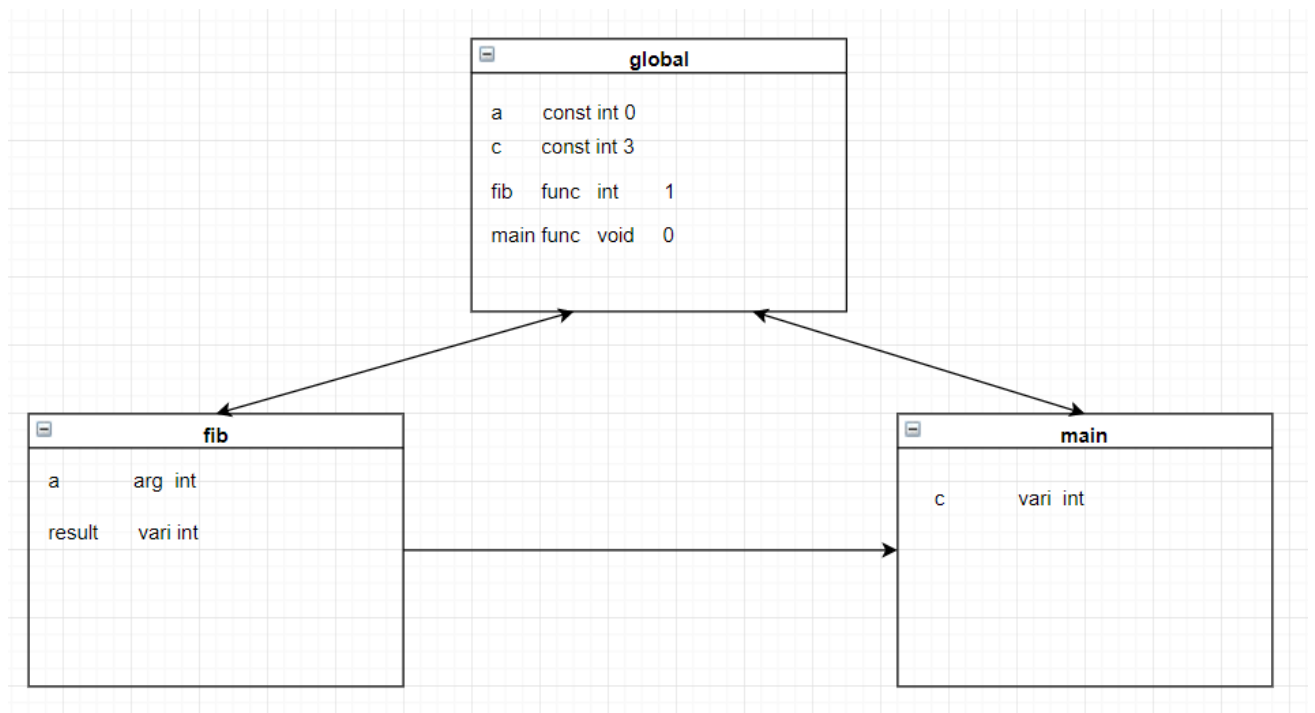 global
a const int 0
c const int 3
fib func int 1
main func void 0
fib
a arg int
result vari int
main
c vari int